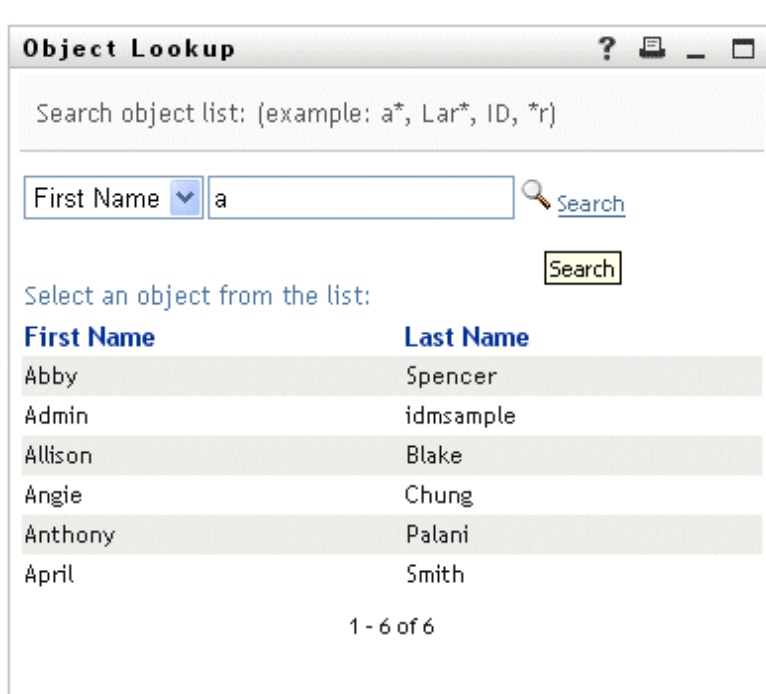 Object Lookup ?
Search object list: (example: a*, Lar*, ID, *r)
First Name a Search
Search
Select an object from the list:
First Name Last Name
Abby Spencer
Admin idmsample
Allison Blake
Angie Chung
Anthony Palani
April Smith
1 - 6 of 6